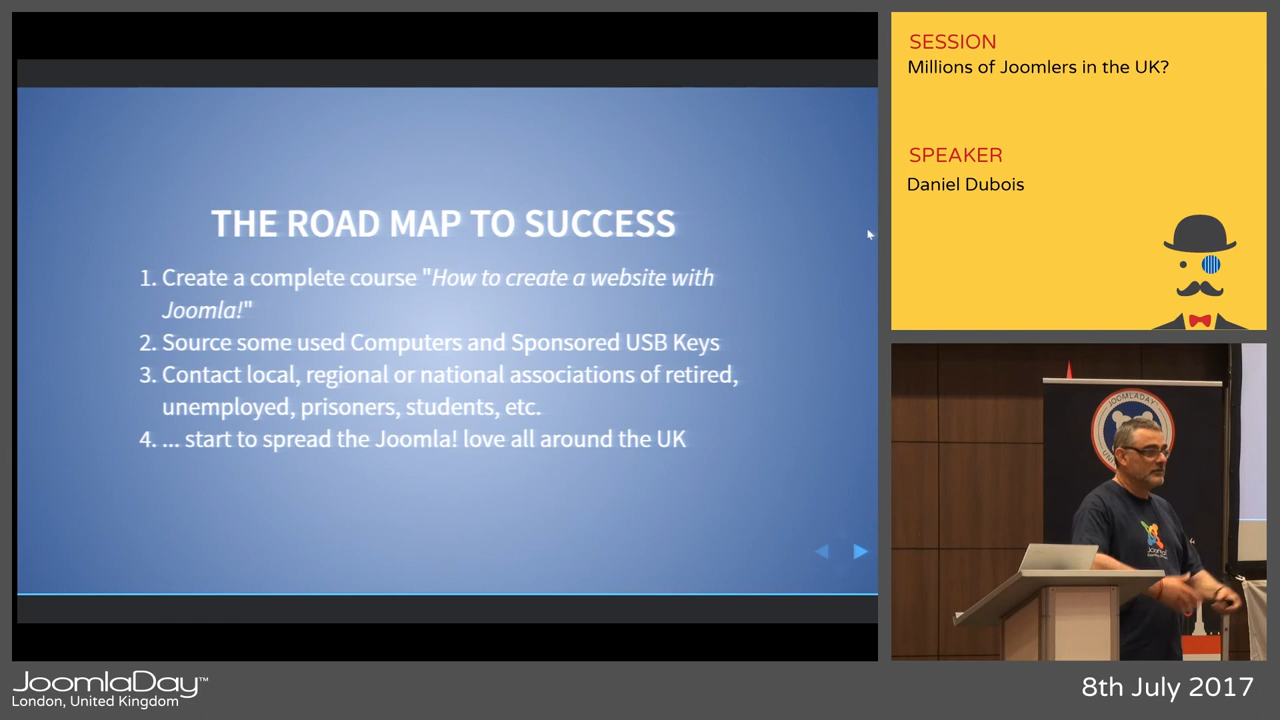 THE ROAD MAP TO SUCCESS
1. Create a complete course "How to create a website with
Joomla!"
2. Source some used Computers and Sponsored USB Keys
3. Contact local, regional or national associations of retired,
unemployed, prisoners, students, etc.
4. ... start to spread the Joomla! love all around the UK
SESSION
Millions of Joomlers in the UK?
SPEAKER
Daniel Dubois
JOOMLADAY
Joomla!
JoomlaDay™
London, United Kingdom
8th July 2017